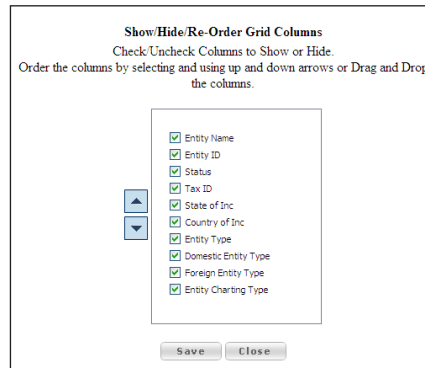 Show/Hide/Re-Order Grid Columns
Check/Uncheck Columns to Show or Hide.
Order the columns by selecting and using up and down arrows or Drag and Drop
the columns.
Entity Name
Entity ID
Status
Tax ID
State of Inc
Country of Inc
Entity Type
Domestic Entity Type
Foreign Entity Type
Entity Charting Type
Save Close